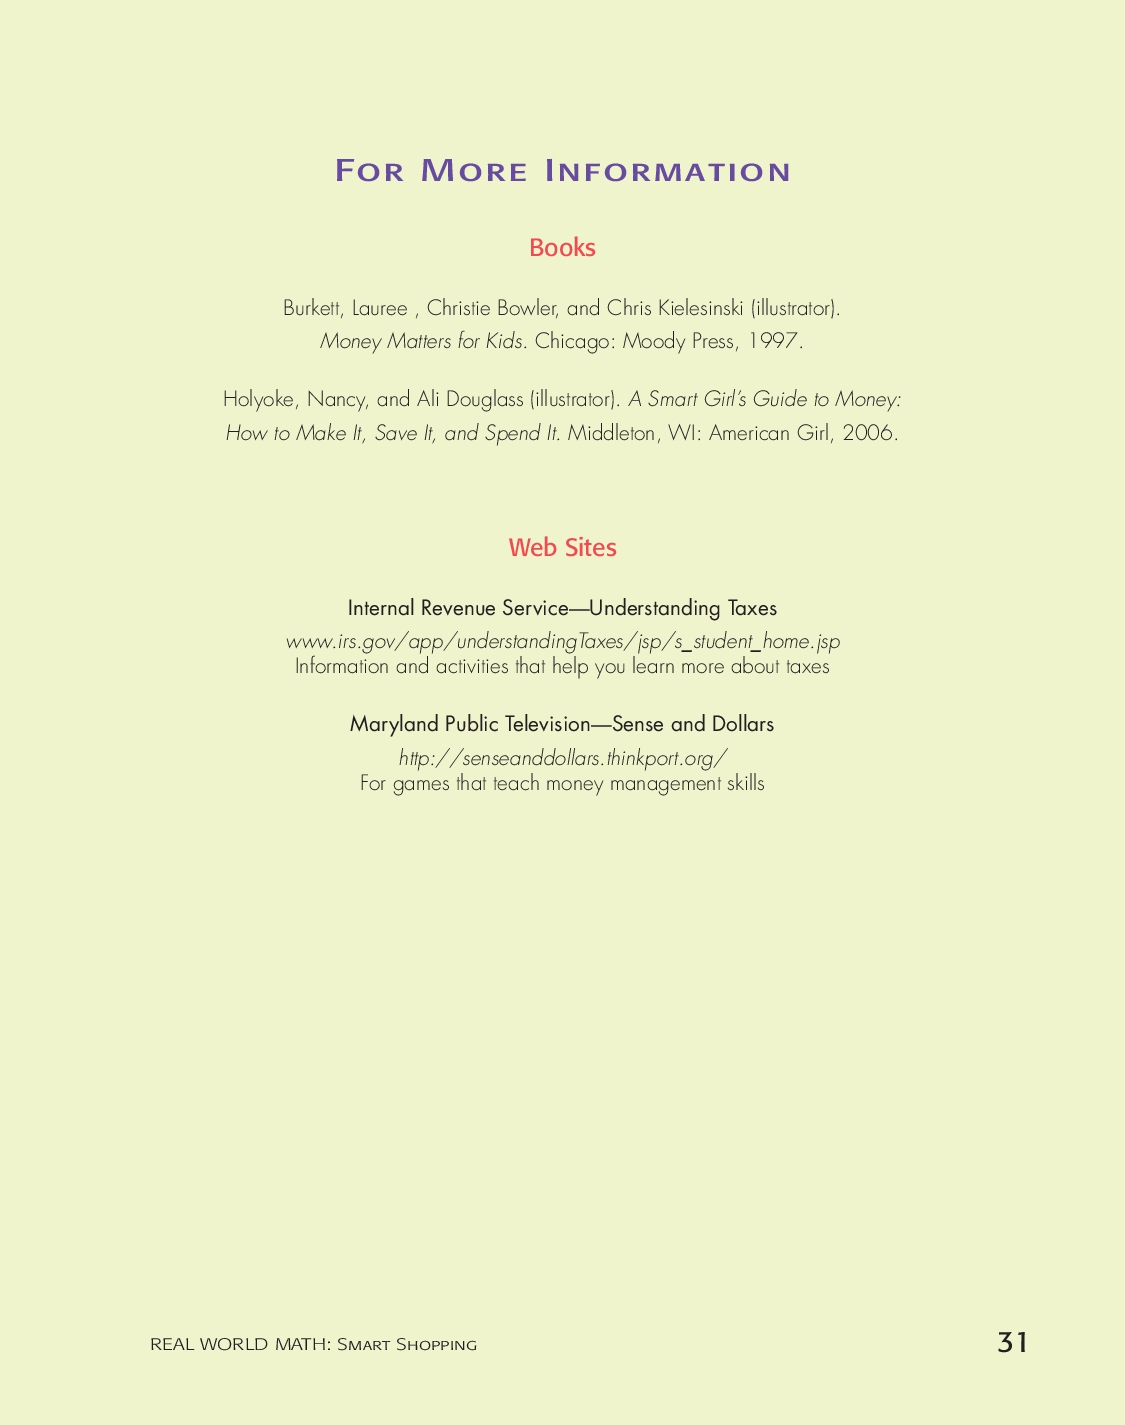 For More Information
Books
Burkett, Lauree , Christie Bowler, and Chris Kielesinski (illustrator).
Money Matters for Kids. Chicago: Moody Press, 1997.
Holyoke, Nancy, and Ali Douglass (illustrator). A Smart Girl’s Guide to Money:
How to Make It, Save It, and Spend It. Middleton, WI: American Girl, 2006.
Web Sites
Internal Revenue Service—Understanding Taxes
www.irs.gov/app/understandingTaxes/jsp/s_student_home.jsp
Information and activities that help you learn more about taxes
Maryland Public Television—Sense and Dollars
http://senseanddollars.thinkport.org/
For games that teach money management skills
REAL WORLD MATH: Smart Shopping
31